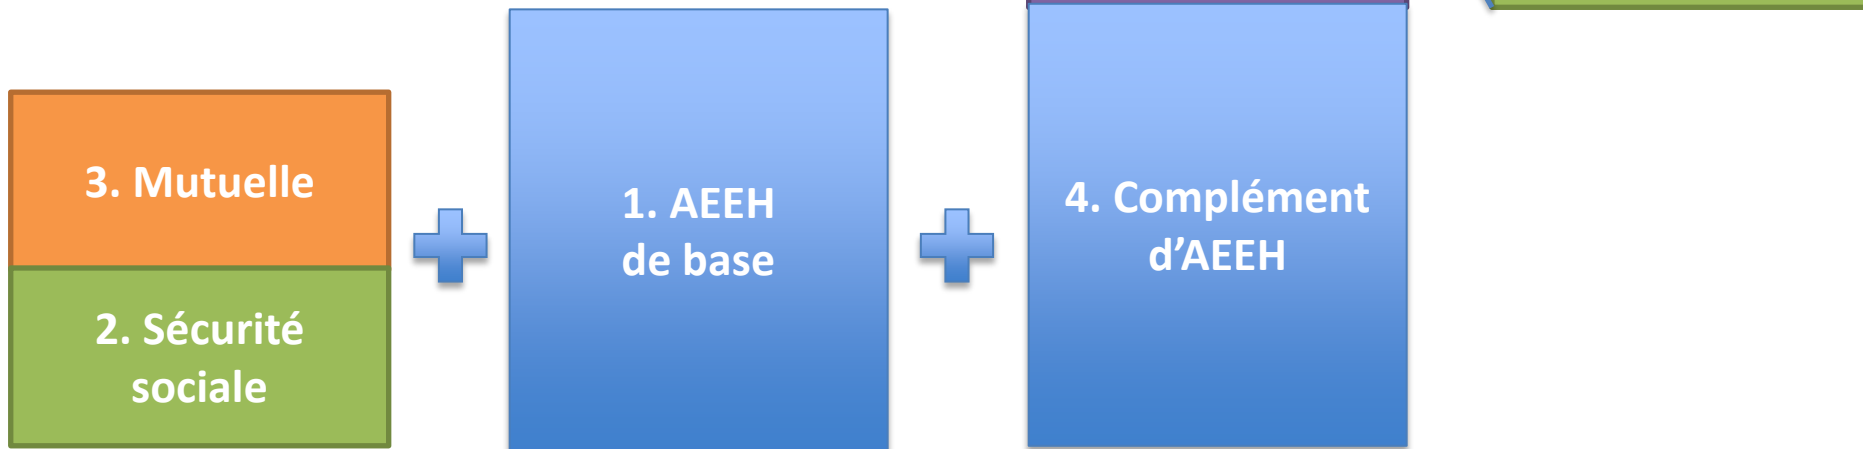 3. Mutuelle
2. Sécurité
sociale
1. AEEH
de base
4. Complément
d’AEEH